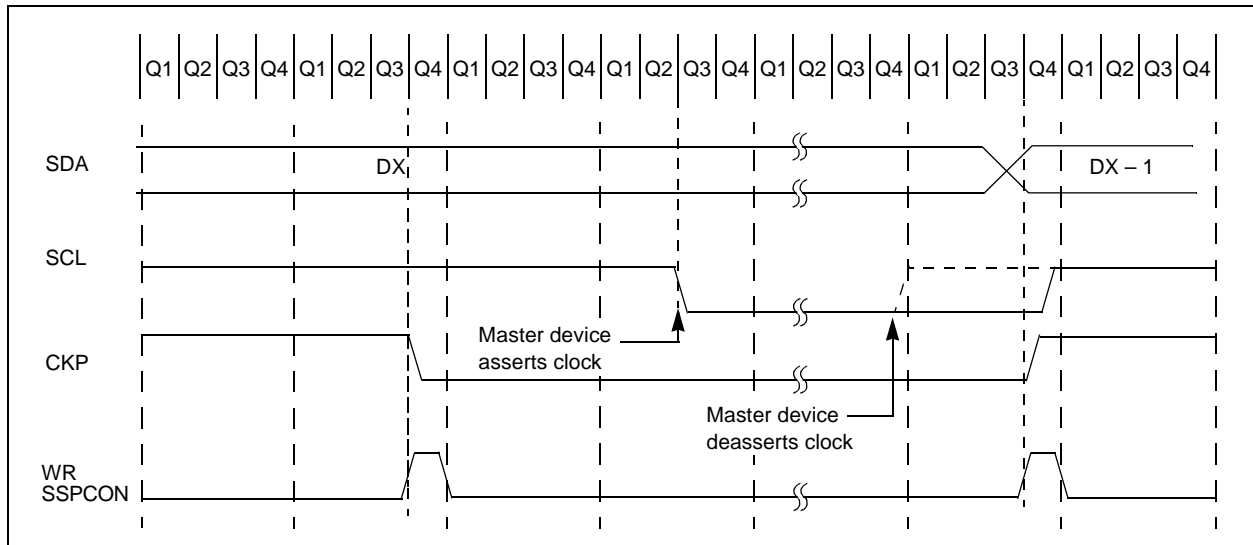 Q1 Q2 Q3 Q4 Q1 Q2 Q3 Q4 Q1 Q2 Q3 Q4 Q1 Q2 Q3 Q4 Q1 Q2 Q3 Q4 Q1 Q2 Q3 Q4 Q1 Q2 Q3 Q4
SDA
DX
DX – 1
SCL
Master device
asserts clock
CKP
Master device
deasserts clock
WR
SSPCON